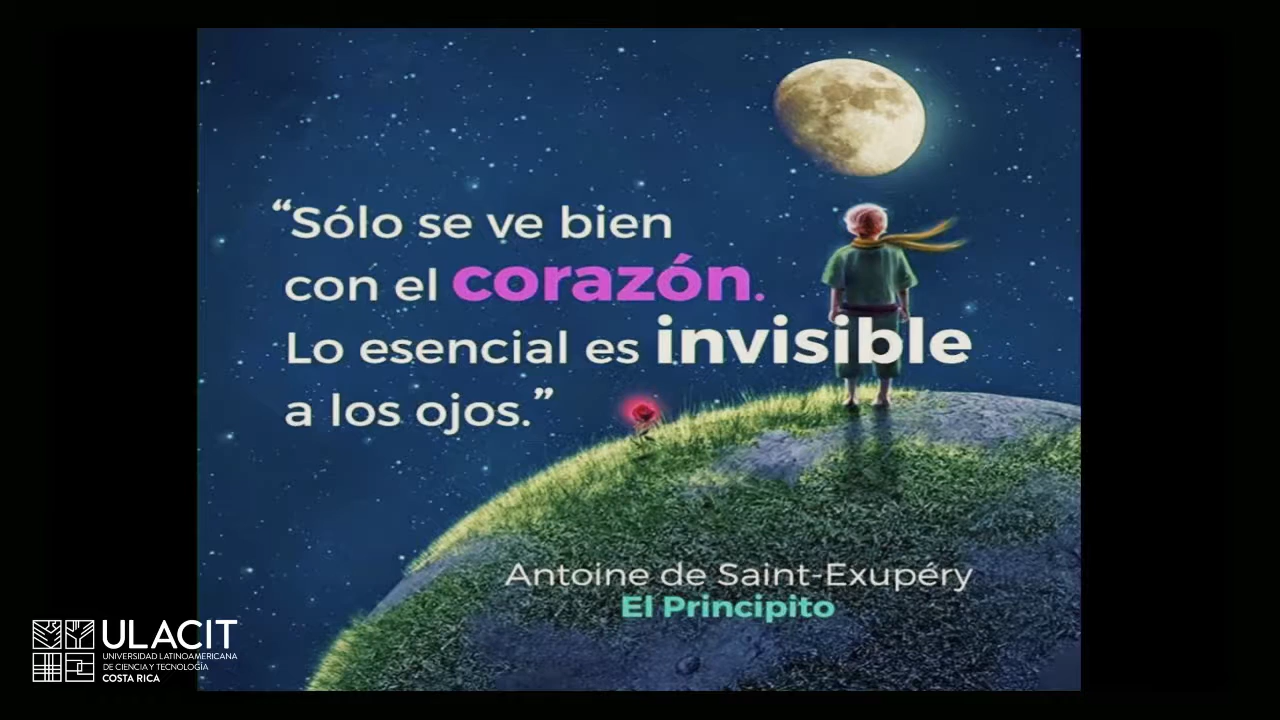 “Sólo se ve bien
con el corazón.
Lo esencial es invisible
a los ojos.”
Antoine de Saint-Exupéry
El Principito
ULACIT
UNIVERSIDAD LATINOAMERICANA
DE CIENCIA Y TECNOLOGÍA
COSTA RICA